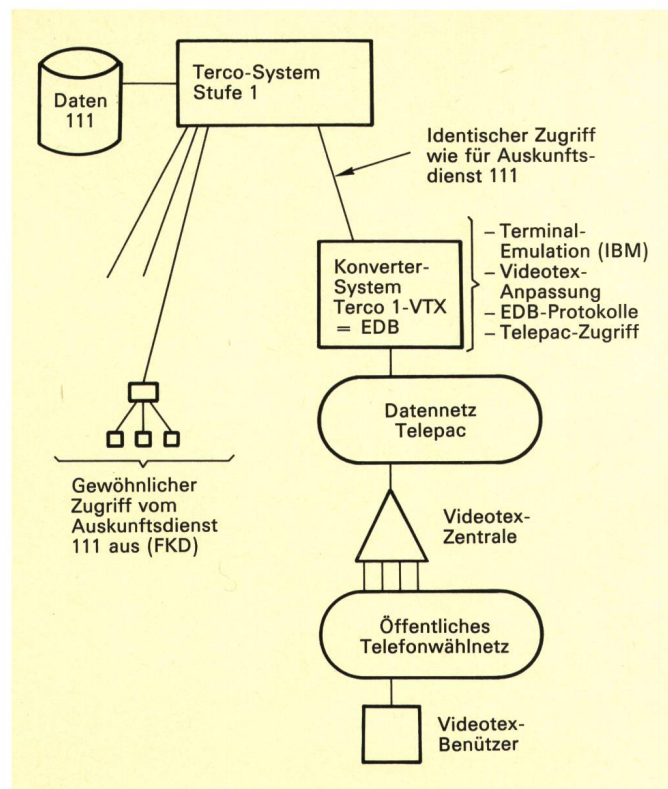 Daten
111
Terco-System
Stufe 1
Identischer Zugriff
wie für Auskunfts-
dienst 111
Konverter-
System
Terco 1-VTX
= EDB
– Terminal-
Emulation (IBM)
– Videotex-
Anpassung
– EDB-Protokolle
– Telepac-Zugriff
Datennetz
Telepac
Gewöhnlicher
Zugriff vom
Auskunftsdienst
111 aus (FKD)
Videotex-
Zentrale
Öffentliches
Telefonwählnetz
Videotex-
Benützer